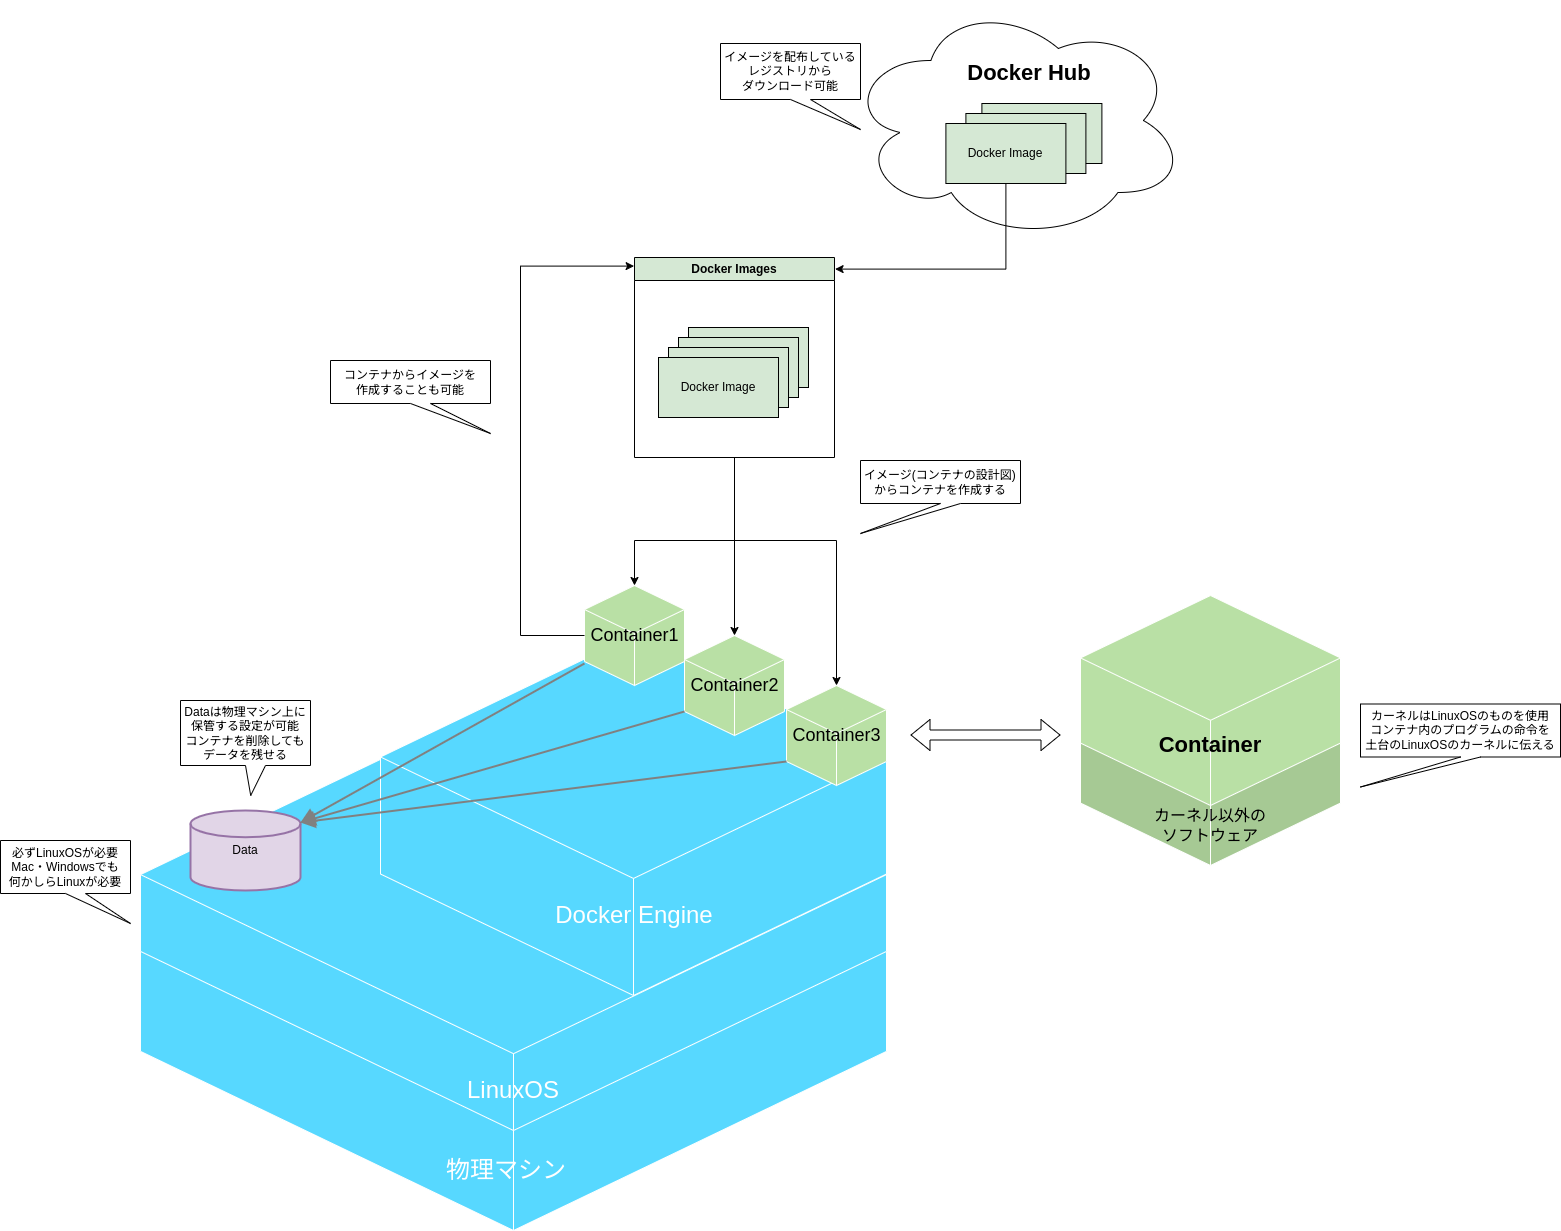 イメージを配布している
レジストリから
ダウンロード可能
Docker Hub
Docker Image
Docker Images
Docker Image
コンテナからイメージを
作成することも可能
イメージ(コンテナの設計図)
からコンテナを作成する
Container1
Container2
Container3
Dataは物理マシン上に
保管する設定が可能
コンテナを削除しても
データを残せる
Data
必ずLinuxOSが必要
Mac・Windowsでも
何かしらLinuxが必要
Docker Engine
LinuxOS
物理マシン
Container
カーネル以外の
ソフトウェア
カーネルはLinuxOSのものを使用
コンテナ内のプログラムの命令を
土台のLinuxOSのカーネルに伝える